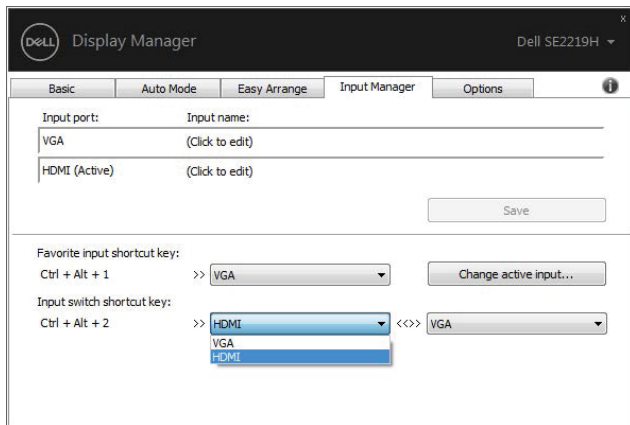 x
DELL Display Manager Dell SE2219H
Basic Auto Mode Easy Arrange Input Manager Options i
Input port: Input name:
VGA (Click to edit)
HDMI (Active) (Click to edit)
Save
Favorite input shortcut key:
Ctrl + Alt + 1 >> VGA Change active input...
Input switch shortcut key:
Ctrl + Alt + 2 >> HDMI <<>> VGA
VGA
HDMI